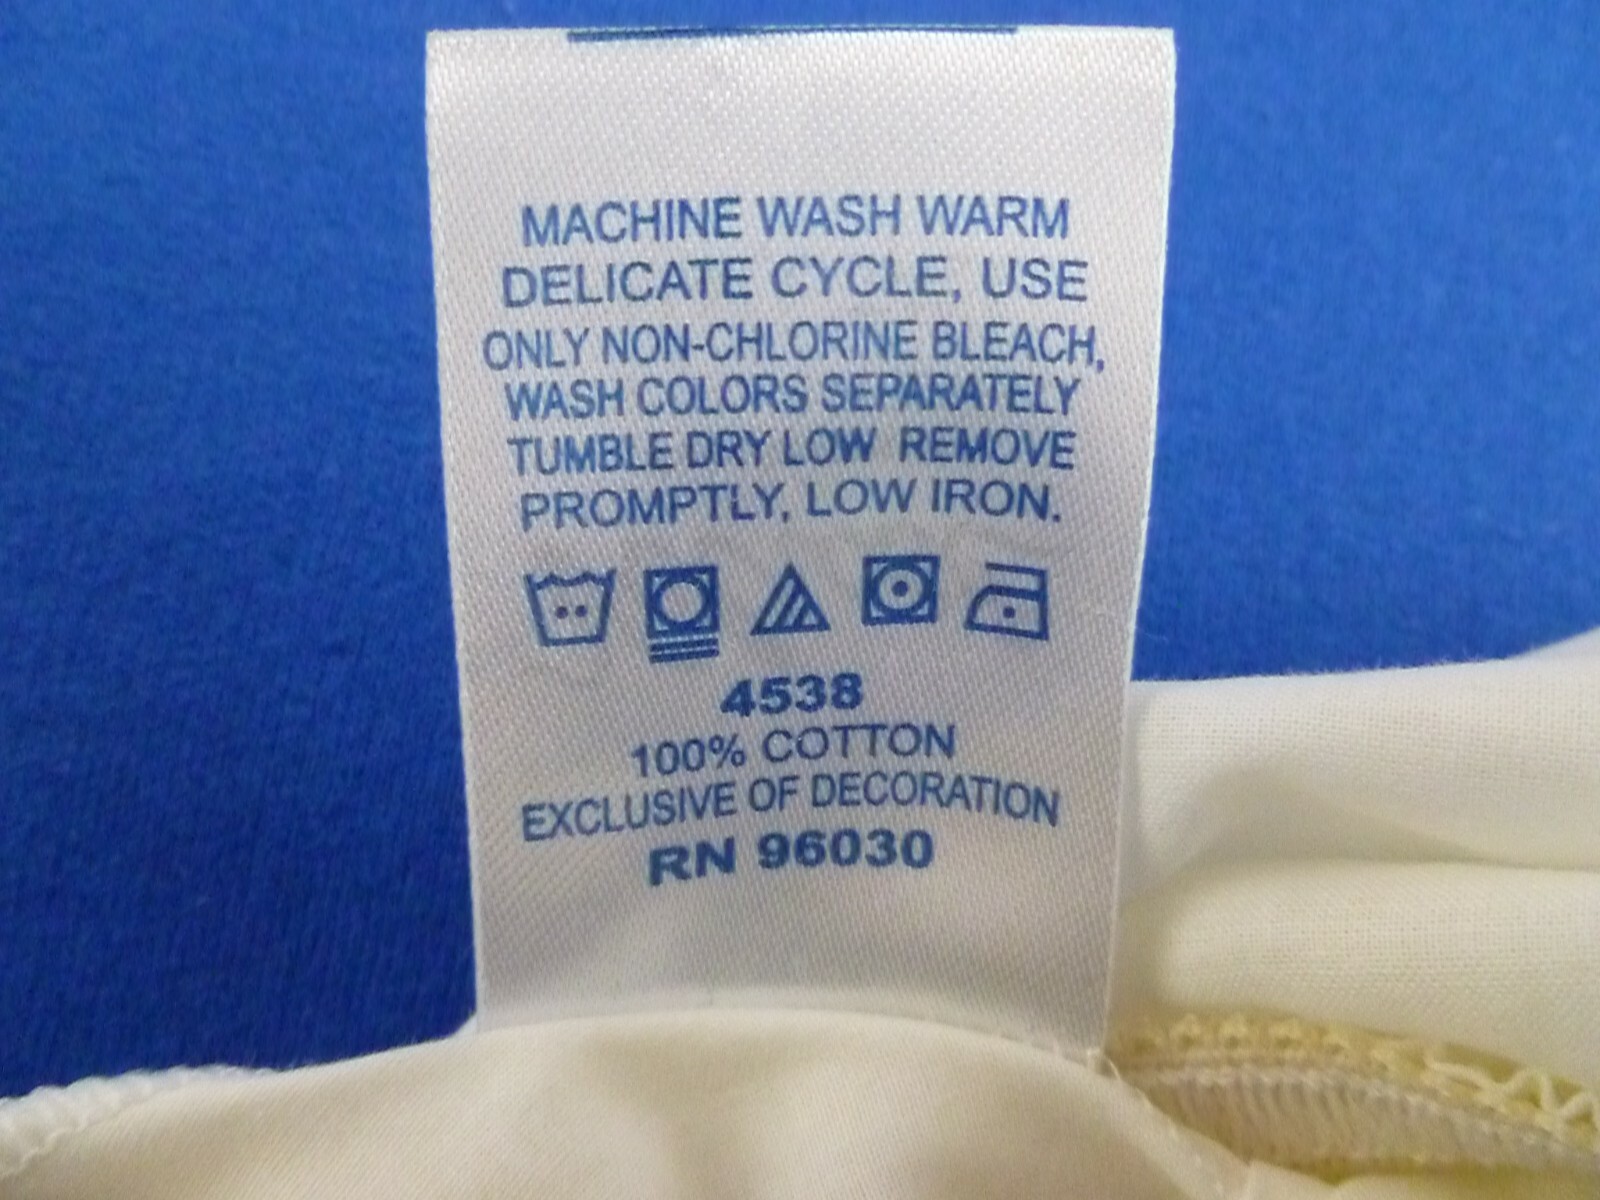 MACHINE WASH WARM
DELICATE CYCLE, USE
ONLY NON-CHLORINE BLEACH,
WASH COLORS SEPARATELY
TUMBLE DRY LOW REMOVE
PROMPTLY, LOW IRON.
4538
100% COTTON
EXCLUSIVE OF DECORATION
RN 96030